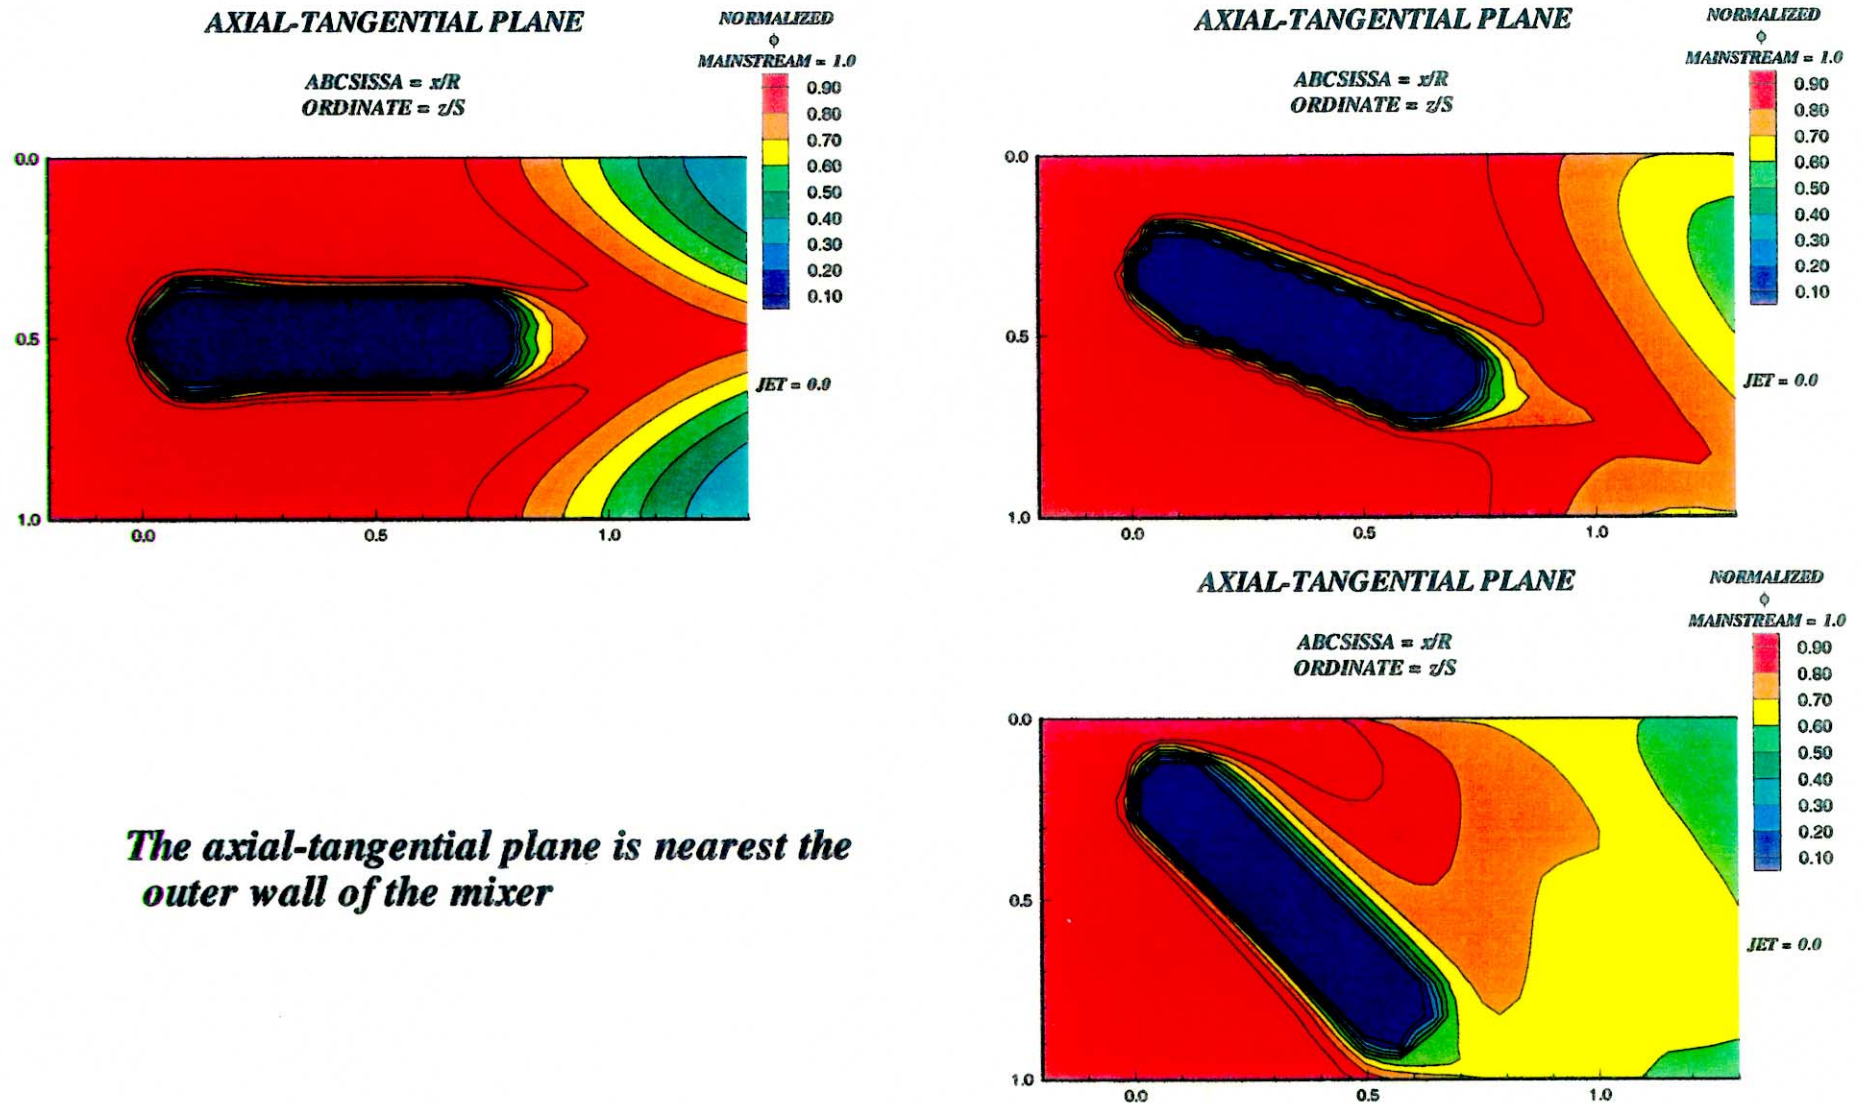 AXIAL-TANGENTIAL PLANE
NORMALIZED
ϕ
MAINSTREAM = 1.0
ABCSISSA = x/R
ORDINATE = z/S
0.90
0.80
0.70
0.60
0.50
0.40
0.30
0.20
0.10
JET = 0.0
0.0
0.5
1.0
0.0
0.5
1.0
AXIAL-TANGENTIAL PLANE
NORMALIZED
ϕ
MAINSTREAM = 1.0
ABCSISSA = x/R
ORDINATE = z/S
0.90
0.80
0.70
0.60
0.50
0.40
0.30
0.20
0.10
JET = 0.0
0.0
0.5
1.0
0.0
0.5
1.0
AXIAL-TANGENTIAL PLANE
NORMALIZED
ϕ
MAINSTREAM = 1.0
ABCSISSA = x/R
ORDINATE = z/S
0.90
0.80
0.70
0.60
0.50
0.40
0.30
0.20
0.10
JET = 0.0
0.0
0.5
1.0
0.0
0.5
1.0
The axial-tangential plane is nearest the
outer wall of the mixer